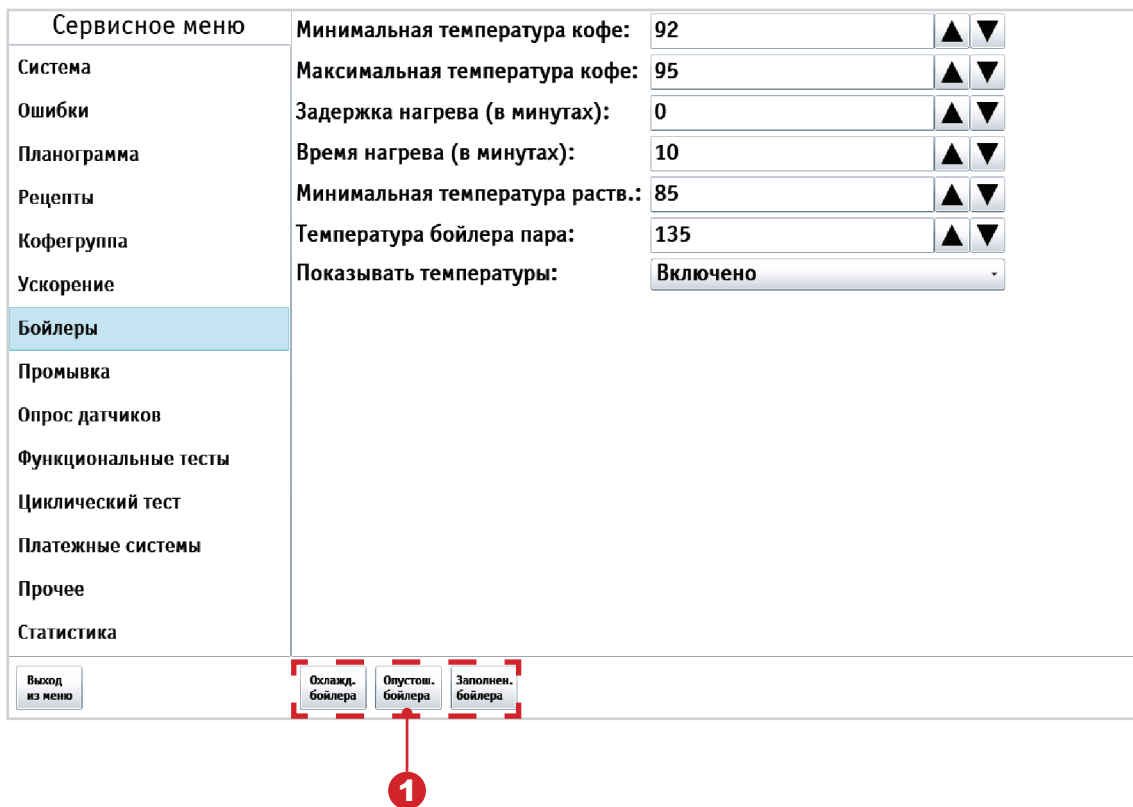 Сервисное меню
Система
Ошибки
Планограмма
Рецепты
Кофегруппа
Ускорение
Бойлеры
Промывка
Опрос датчиков
Функциональные тесты
Циклический тест
Платежные системы
Прочее
Статистика
Минимальная температура кофе: 92
Максимальная температура кофе: 95
Задержка нагрева (в минутах): 0
Время нагрева (в минутах): 10
Минимальная температура раств.: 85
Температура бойлера пара: 135
Показывать температуры: Включено
Выход
из меню
Охлажд.
бойлера
Опустош.
бойлера
Заполнен.
бойлера
1